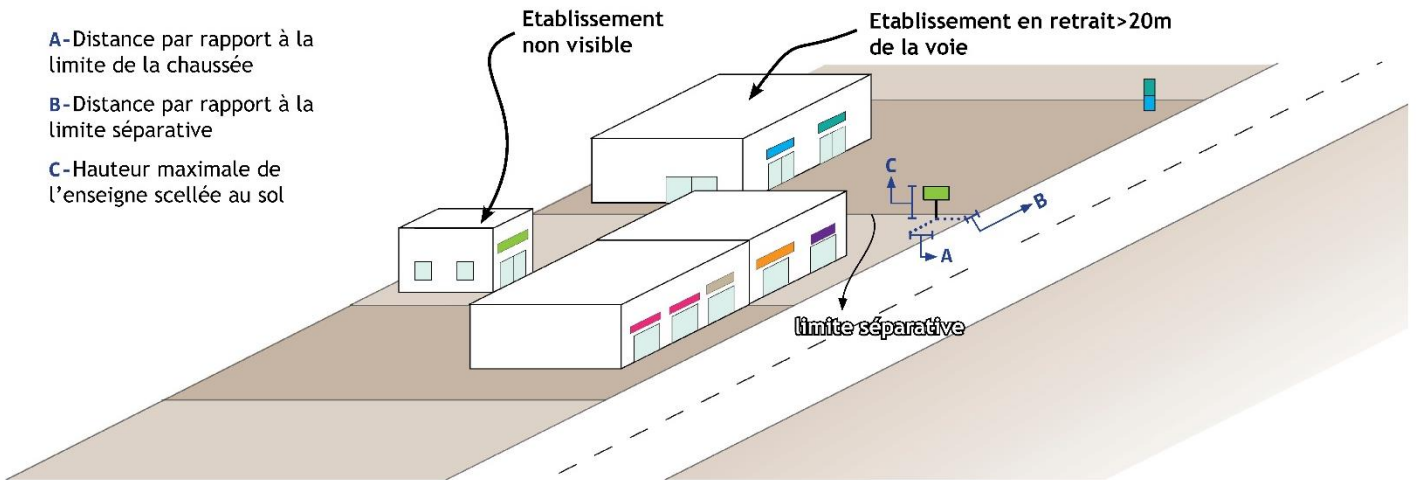 A-Distance par rapport à la
limite de la chaussée
B-Distance par rapport à la
limite séparative
C-Hauteur maximale de
l'enseigne scellée au sol
Etablissement
non visible
Etablissement en retrait>20m
de la voie
C
B
A
limite séparative